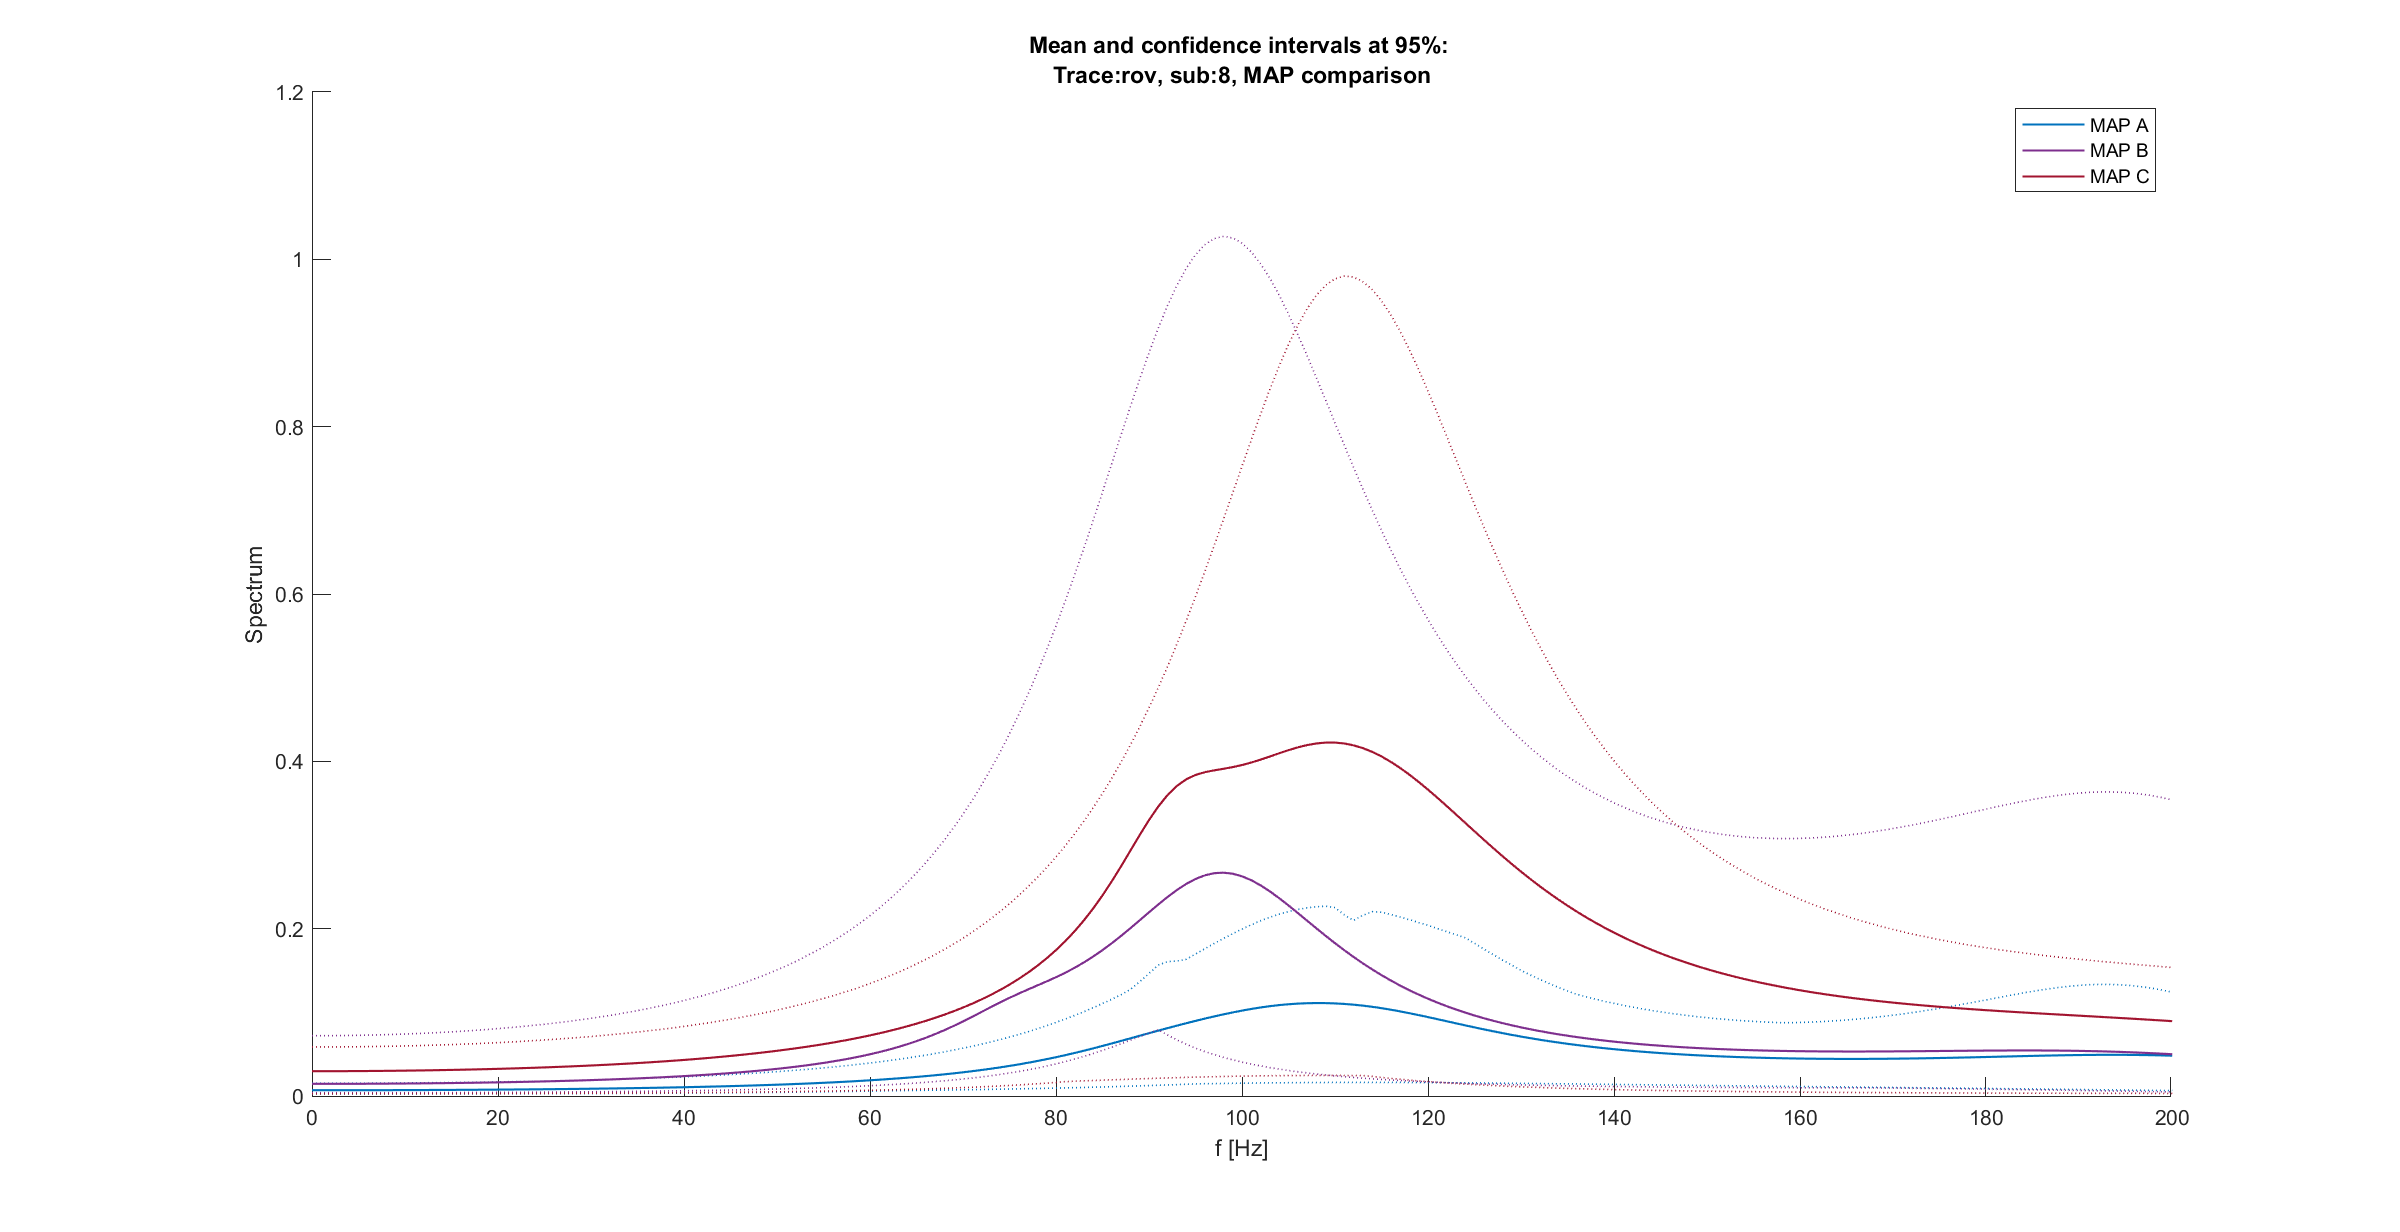 Mean and confidence intervals at 95%:
Trace:rov, sub:8, MAP comparison
MAP A
MAP B
MAP C
1.2
1
0.8
0.6
0.4
0.2
0
Spectrum
0 20 40 60 80 100 120 140 160 180 200
f [Hz]